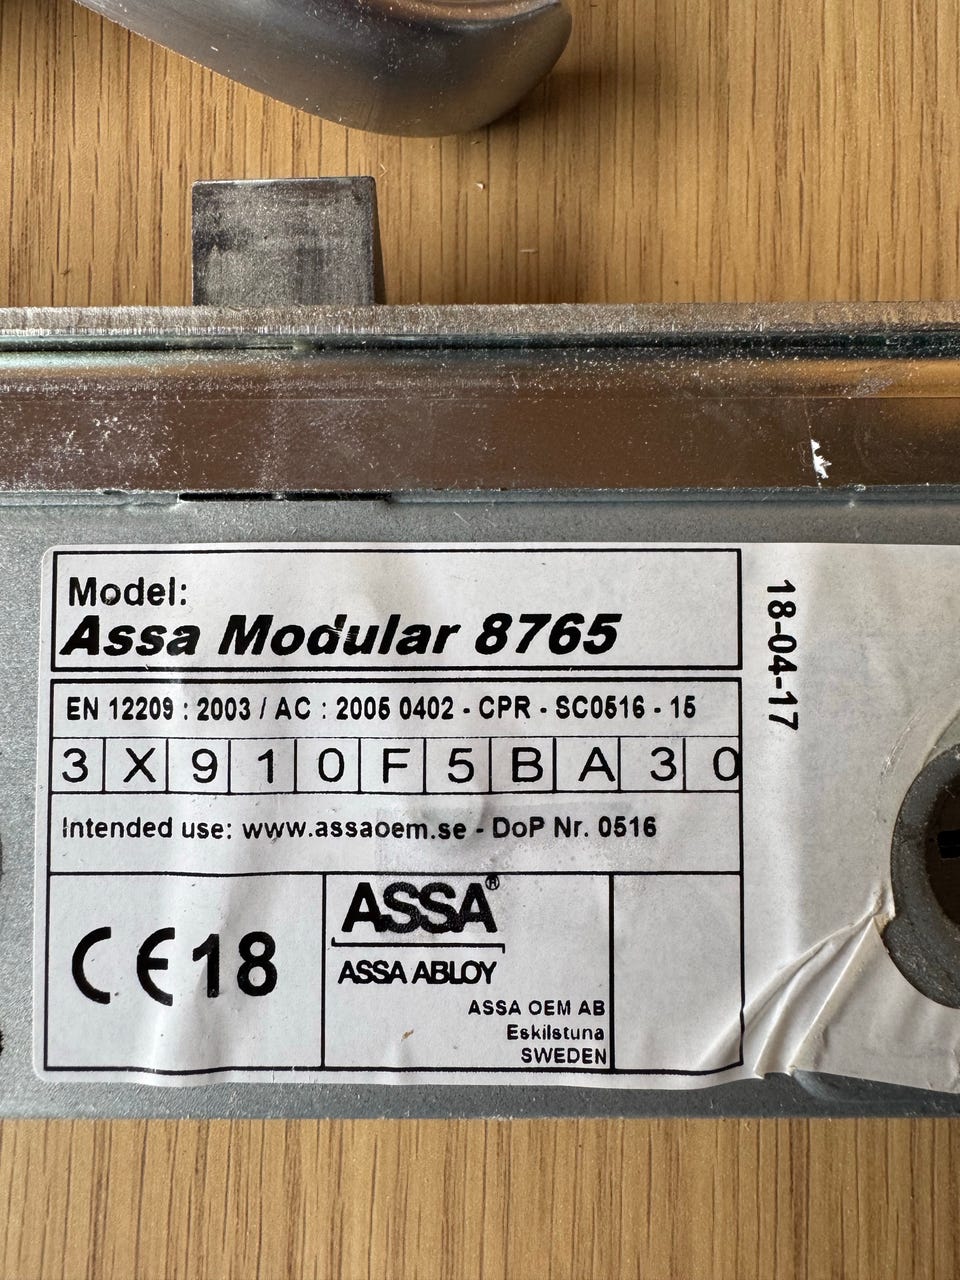 Model:
Assa Modular 8765
EN 12209 : 2003 / AC : 2005 0402 - CPR - SC0516 - 15
3 X 9 1 0 F 5 B A 3 0
Intended use: www.assaoem.se - DoP Nr. 0516
CE18
ASSA®
ASSA ABLOY
ASSA OEM AB
Eskilstuna
SWEDEN
18-04-17